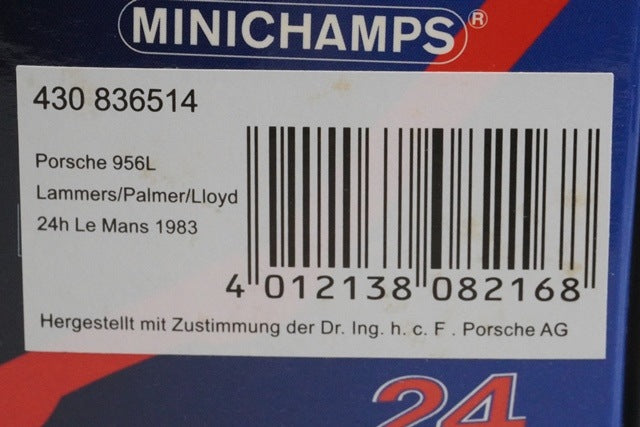 MINICHAMPS®
430 836514
Porsche 956L
Lammers/Palmer/Lloyd
24h Le Mans 1983
4 012138 082168
Hergestellt mit Zustimmung der Dr. Ing. h. c. F . Porsche AG
24